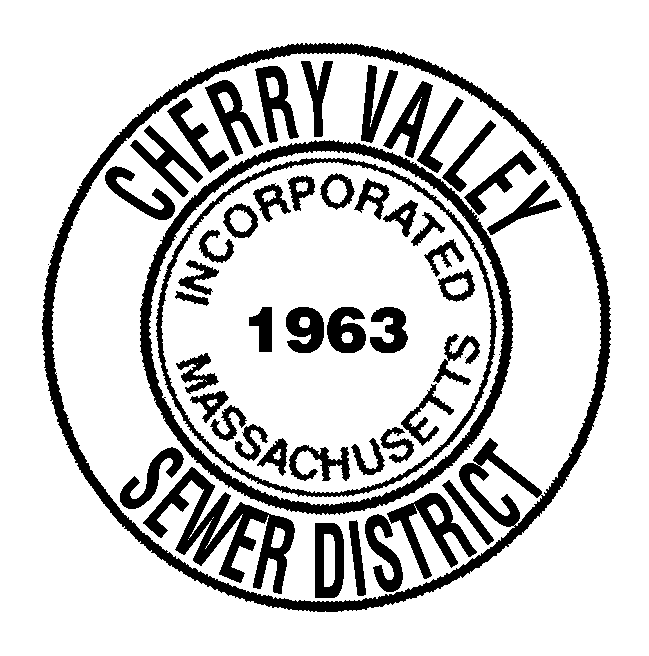 CHERRY VALLEY
INCORPORATED
1963
MASSACHUSETTS
SEWER DISTRICT